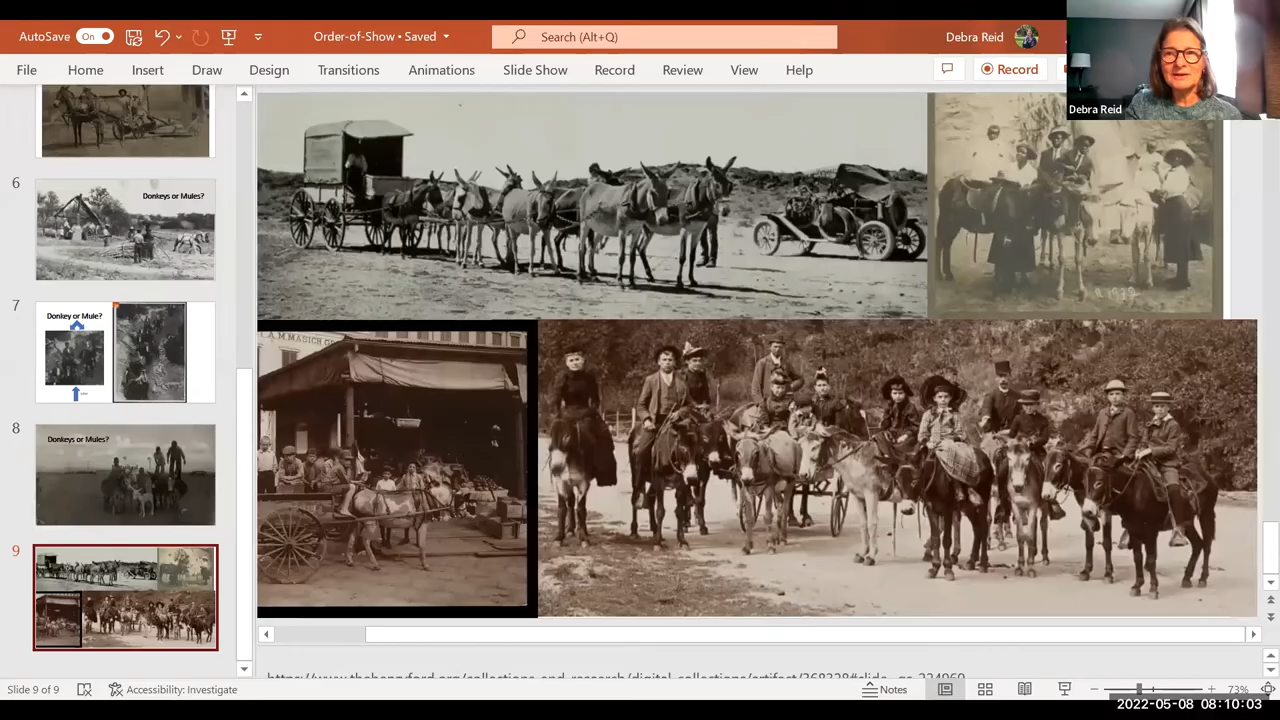 AutoSave On Order-of-Show • Saved Search (Alt+Q) Debra Reid
File Home Insert Draw Design Transitions Animations Slide Show Record Review View Help Record
Debra Reid
6
Donkeys or Mules?
7
Donkey or Mule?
8
Donkeys or Mules?
9
Slide 9 of 9 Accessibility: Investigate Notes 73%
2022-05-08 08:10:03